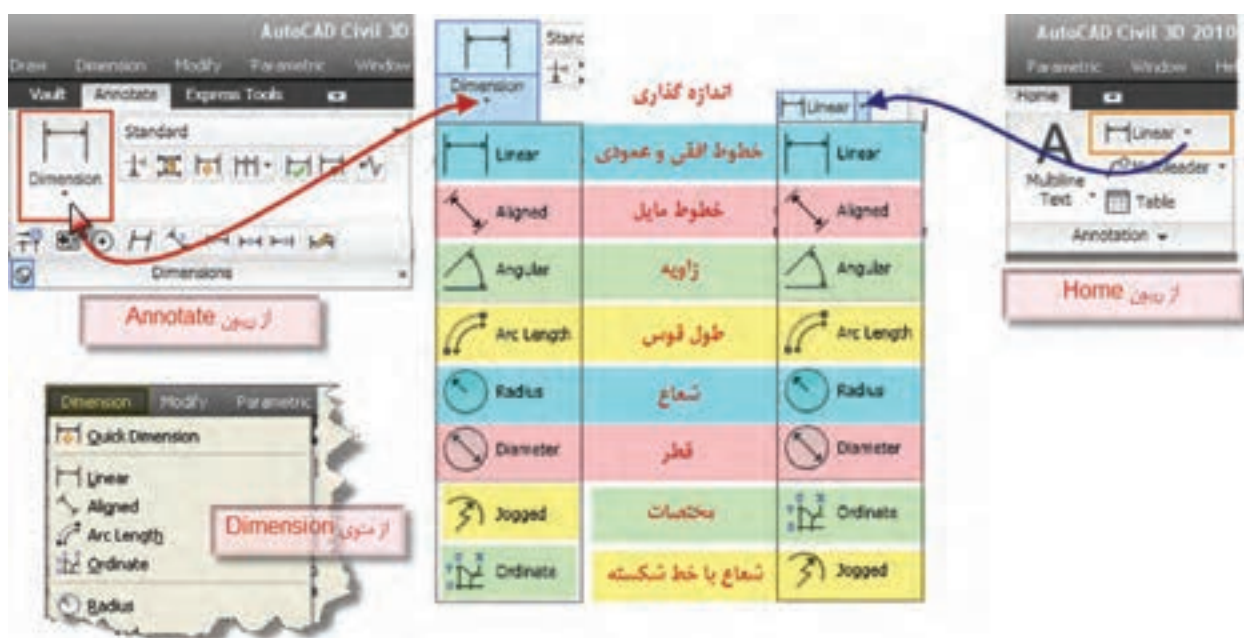 AutoCAD Civil 3D
Draw Dimension Modify Parametric Window
Vault Annotate Express Tools
Standard
Dimension
Dimensions
از ریبون Annotate
Dimension Modify Parametric
Quick Dimension
Linear
Aligned
Arc Length
Ordinate
Radius
از منوی Dimension
Stanc
Dimension
اندازه گذاری
Linear
Linear خطوط افقی و عمودی Linear
Aligned خطوط مایل Aligned
Angular زاویه Angular
Arc Length طول قوس Arc Length
Radius شعاع Radius
Diameter قطر Diameter
Jogged مختصات Ordinate
Ordinate شعاع با خط شکسته Jogged
AutoCAD Civil 3D 2010
Parametric Window Hel
Home
Linear
A
Multiline Text
Multileader
Table
Annotation
از ریبون Home